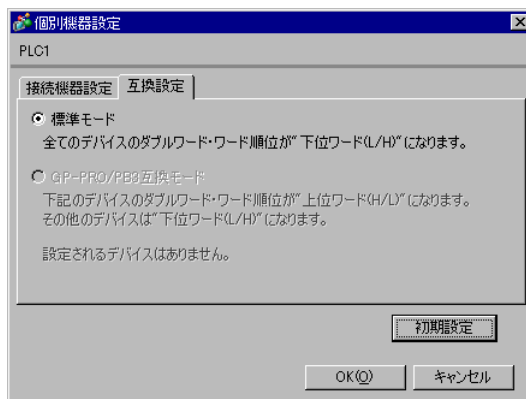 個別機器設定
PLC1
接続機器設定 互換設定
標準モード
全てのデバイスのダブルワード・ワード順位が"下位ワード(L/H)"になります。
GP-PRO/PB3互換モード
下記のデバイスのダブルワード・ワード順位が"上位ワード(H/L)"になります。
その他のデバイスは"下位ワード(L/H)"になります。
設定されるデバイスはありません。
初期設定
OK(O) キャンセル